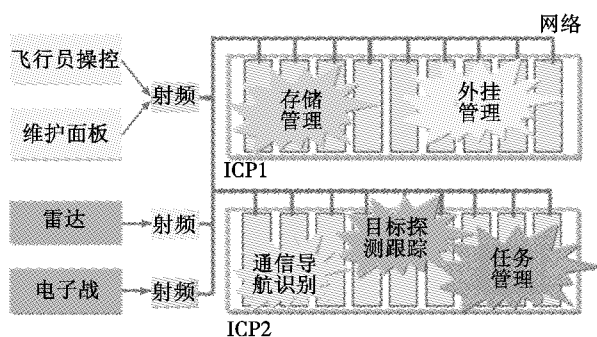 网络
飞行员操控
维护面板
射频
存储
管理
外挂
管理
ICP1
雷达
射频
电子战
射频
通信导
航识别
目标探
测跟踪
任务
管理
ICP2